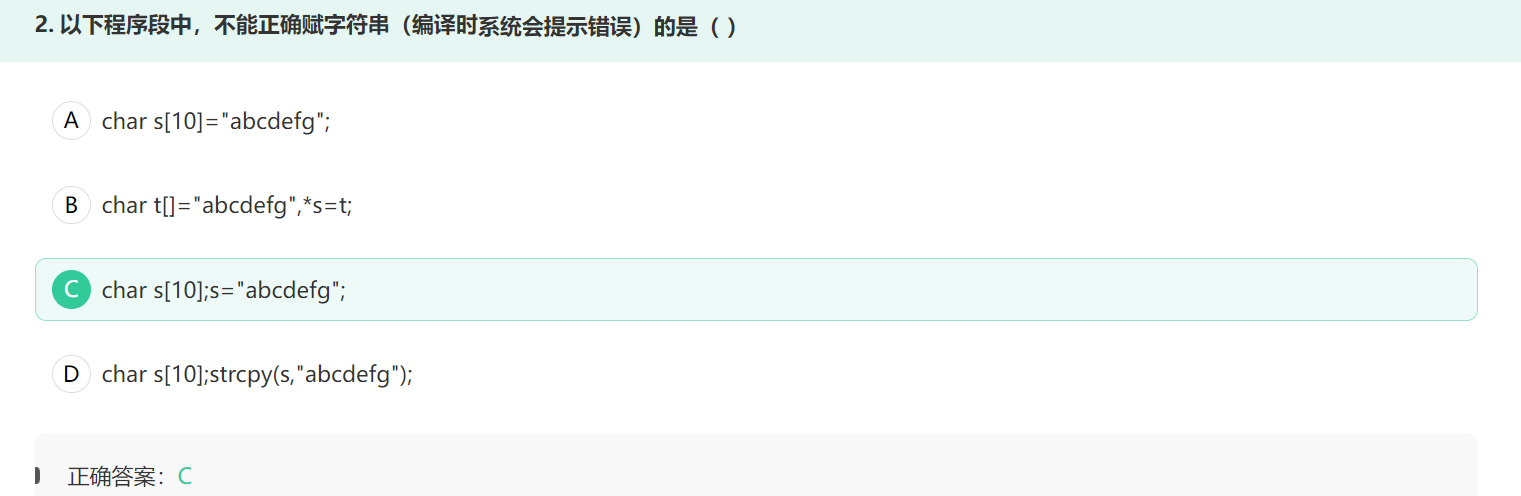 2. 以下程序段中，不能正确赋字符串（编译时系统会提示错误）的是（ ）
A char s[10]="abcdefg";
B char t[]="abcdefg",*s=t;
C char s[10];s="abcdefg";
D char s[10];strcpy(s,"abcdefg");
正确答案：C